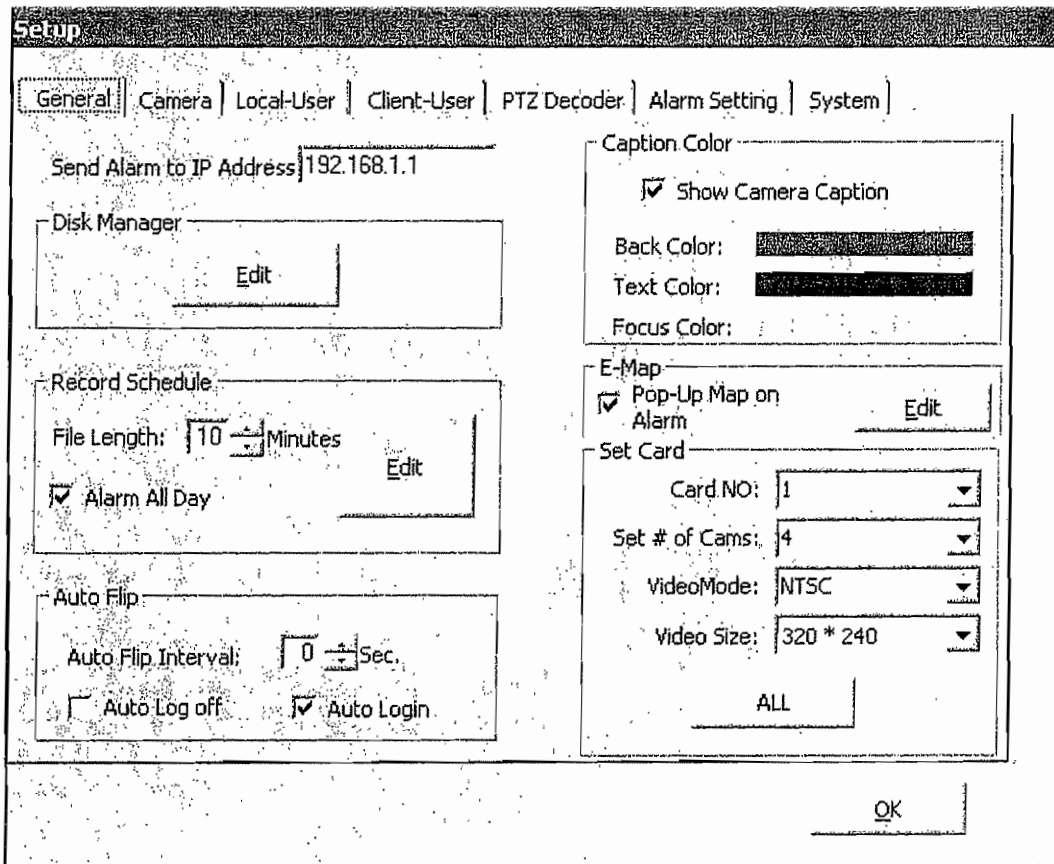 Setup
General Camera Local-User Client-User PTZ Decoder Alarm Setting System
Send Alarm to IP Address 192.168.1.1
Disk Manager
Edit
Record Schedule
File Length: 10 Minutes
Edit
Alarm All Day
Auto Flip
Auto Flip Interval: 0 Sec.
Auto Log off Auto Login
Caption Color
Show Camera Caption
Back Color:
Text Color:
Focus Color:
E-Map
Pop-Up Map on
Alarm
Edit
Set Card
Card NO: 1
Set # of Cams: 4
VideoMode: NTSC
Video Size: 320 * 240
ALL
OK